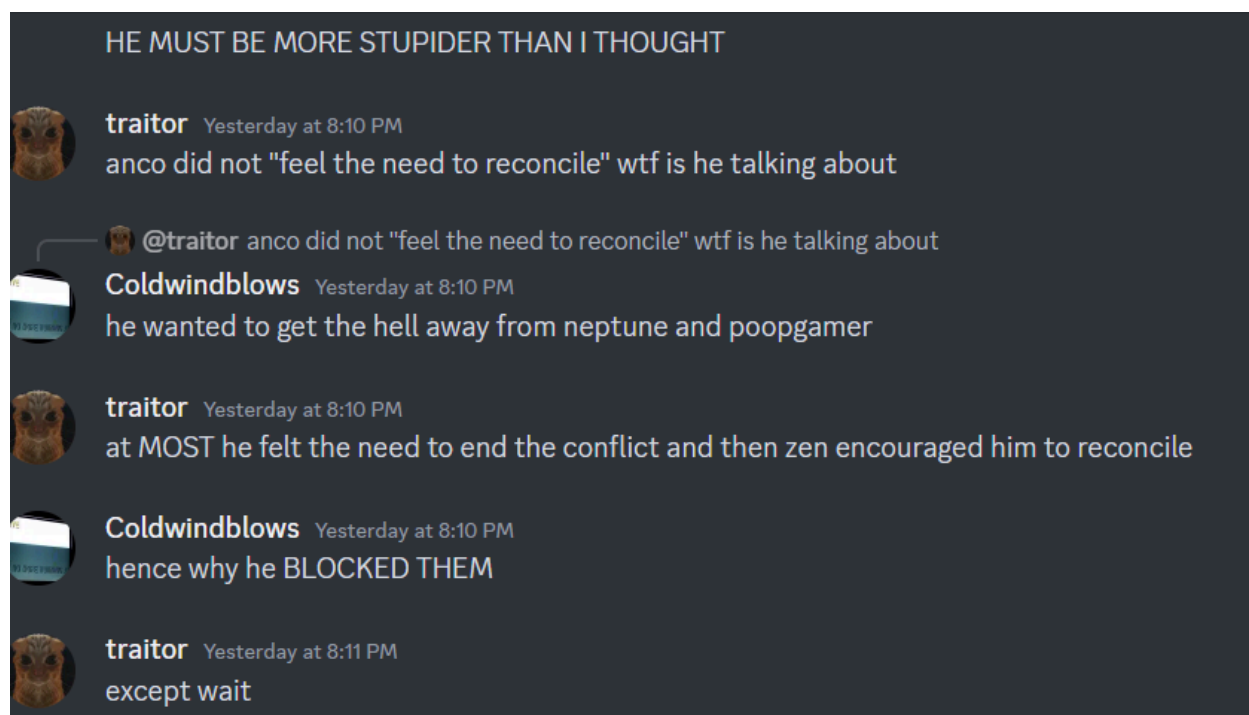 HE MUST BE MORE STUPIDER THAN I THOUGHT
traitor Yesterday at 8:10 PM
anco did not "feel the need to reconcile" wtf is he talking about
@traitor anco did not "feel the need to reconcile" wtf is he talking about
Coldwindblows Yesterday at 8:10 PM
he wanted to get the hell away from neptune and poopgamer
traitor Yesterday at 8:10 PM
at MOST he felt the need to end the conflict and then zen encouraged him to reconcile
Coldwindblows Yesterday at 8:10 PM
hence why he BLOCKED THEM
traitor Yesterday at 8:11 PM
except wait